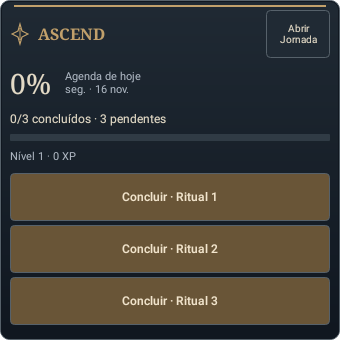 ASCEND
Abrir
Jornada
0%
Agenda de hoje
seg. · 16 nov.
0/3 concluídos · 3 pendentes
Nível 1 · 0 XP
Concluir · Ritual 1
Concluir · Ritual 2
Concluir · Ritual 3